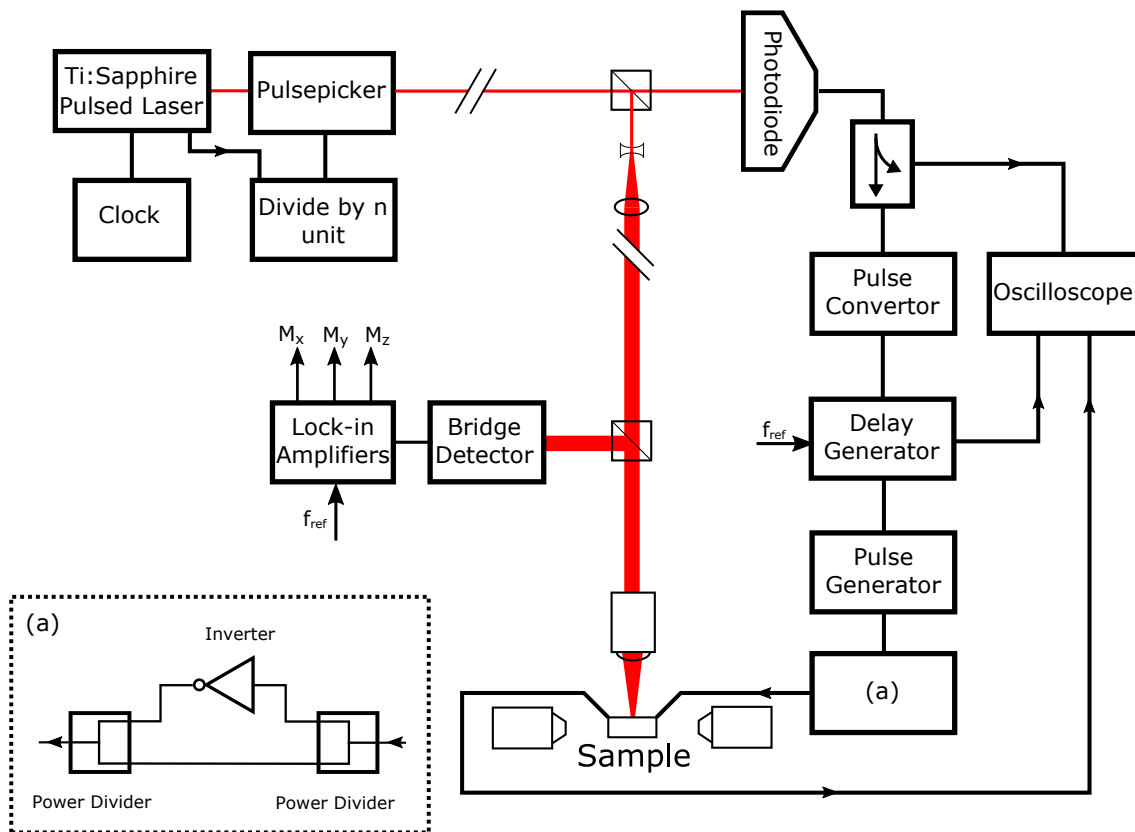 Ti:Sapphire
Pulsed Laser
Pulsepicker
Photodiode
Clock
Divide by n
unit
Pulse
Convertor
Oscilloscope
Mx
My
Mz
Lock-in
Amplifiers
Bridge
Detector
fref
Delay
Generator
fref
Pulse
Generator
(a)
Inverter
(a)
Sample
Power Divider
Power Divider